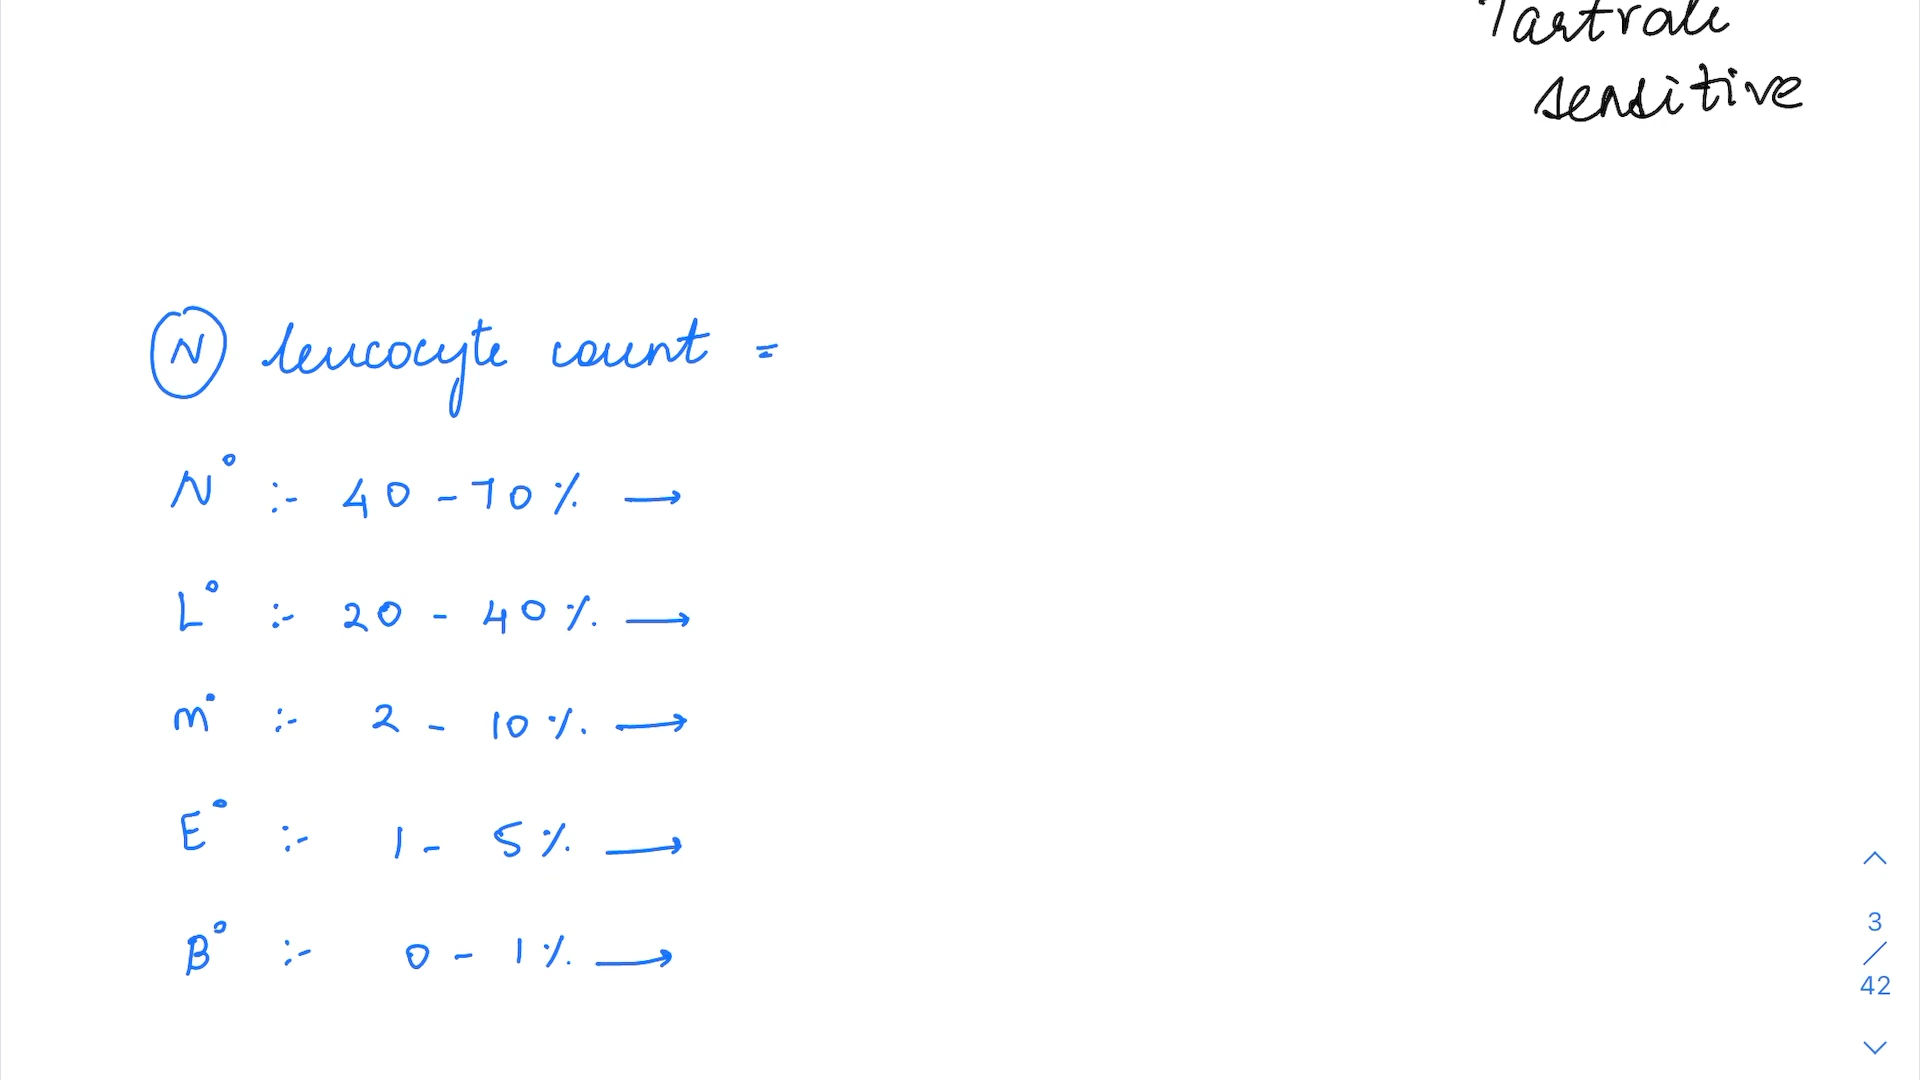 Tartrate
sensitive
N leucocyte count =
N° :- 40 - 70 % →
L° :- 20 - 40 % →
m° :- 2 - 10 % →
E° :- 1 - 5 % →
B° :- 0 - 1 % →
3
/
42